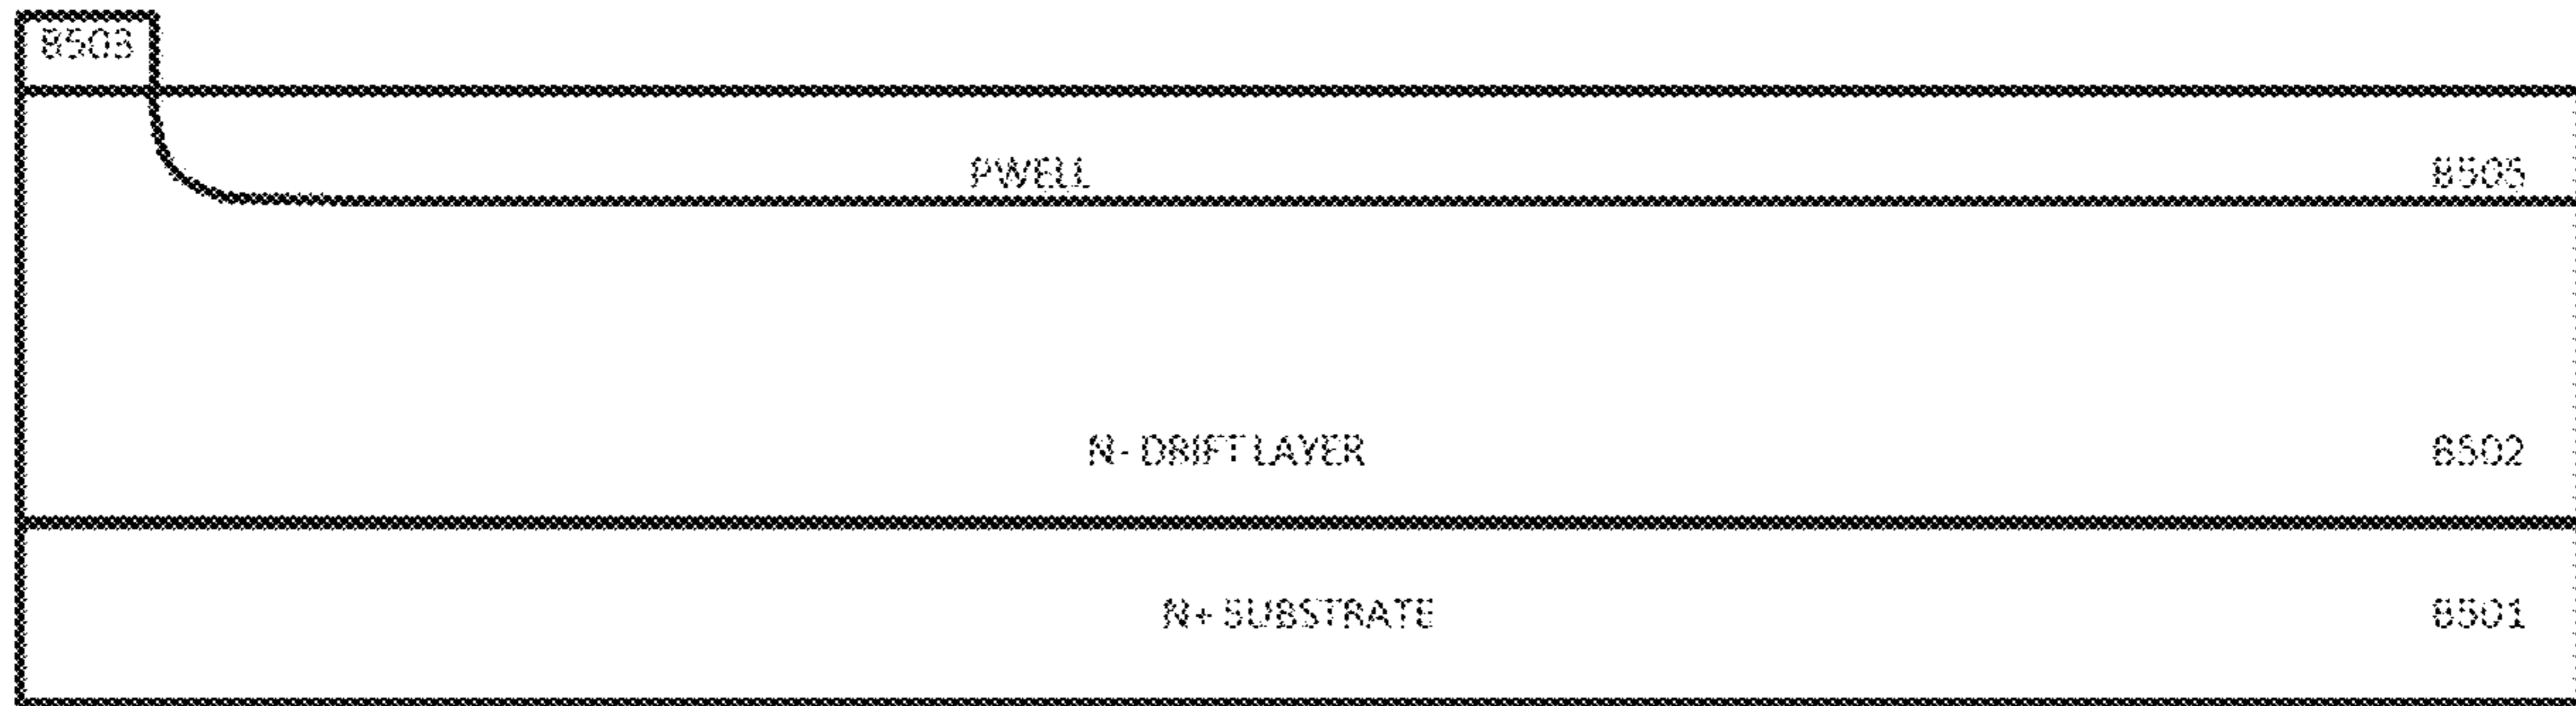 8503
PWELL 8505
N- DRIFT LAYER 8502
N+ SUBSTRATE 8501